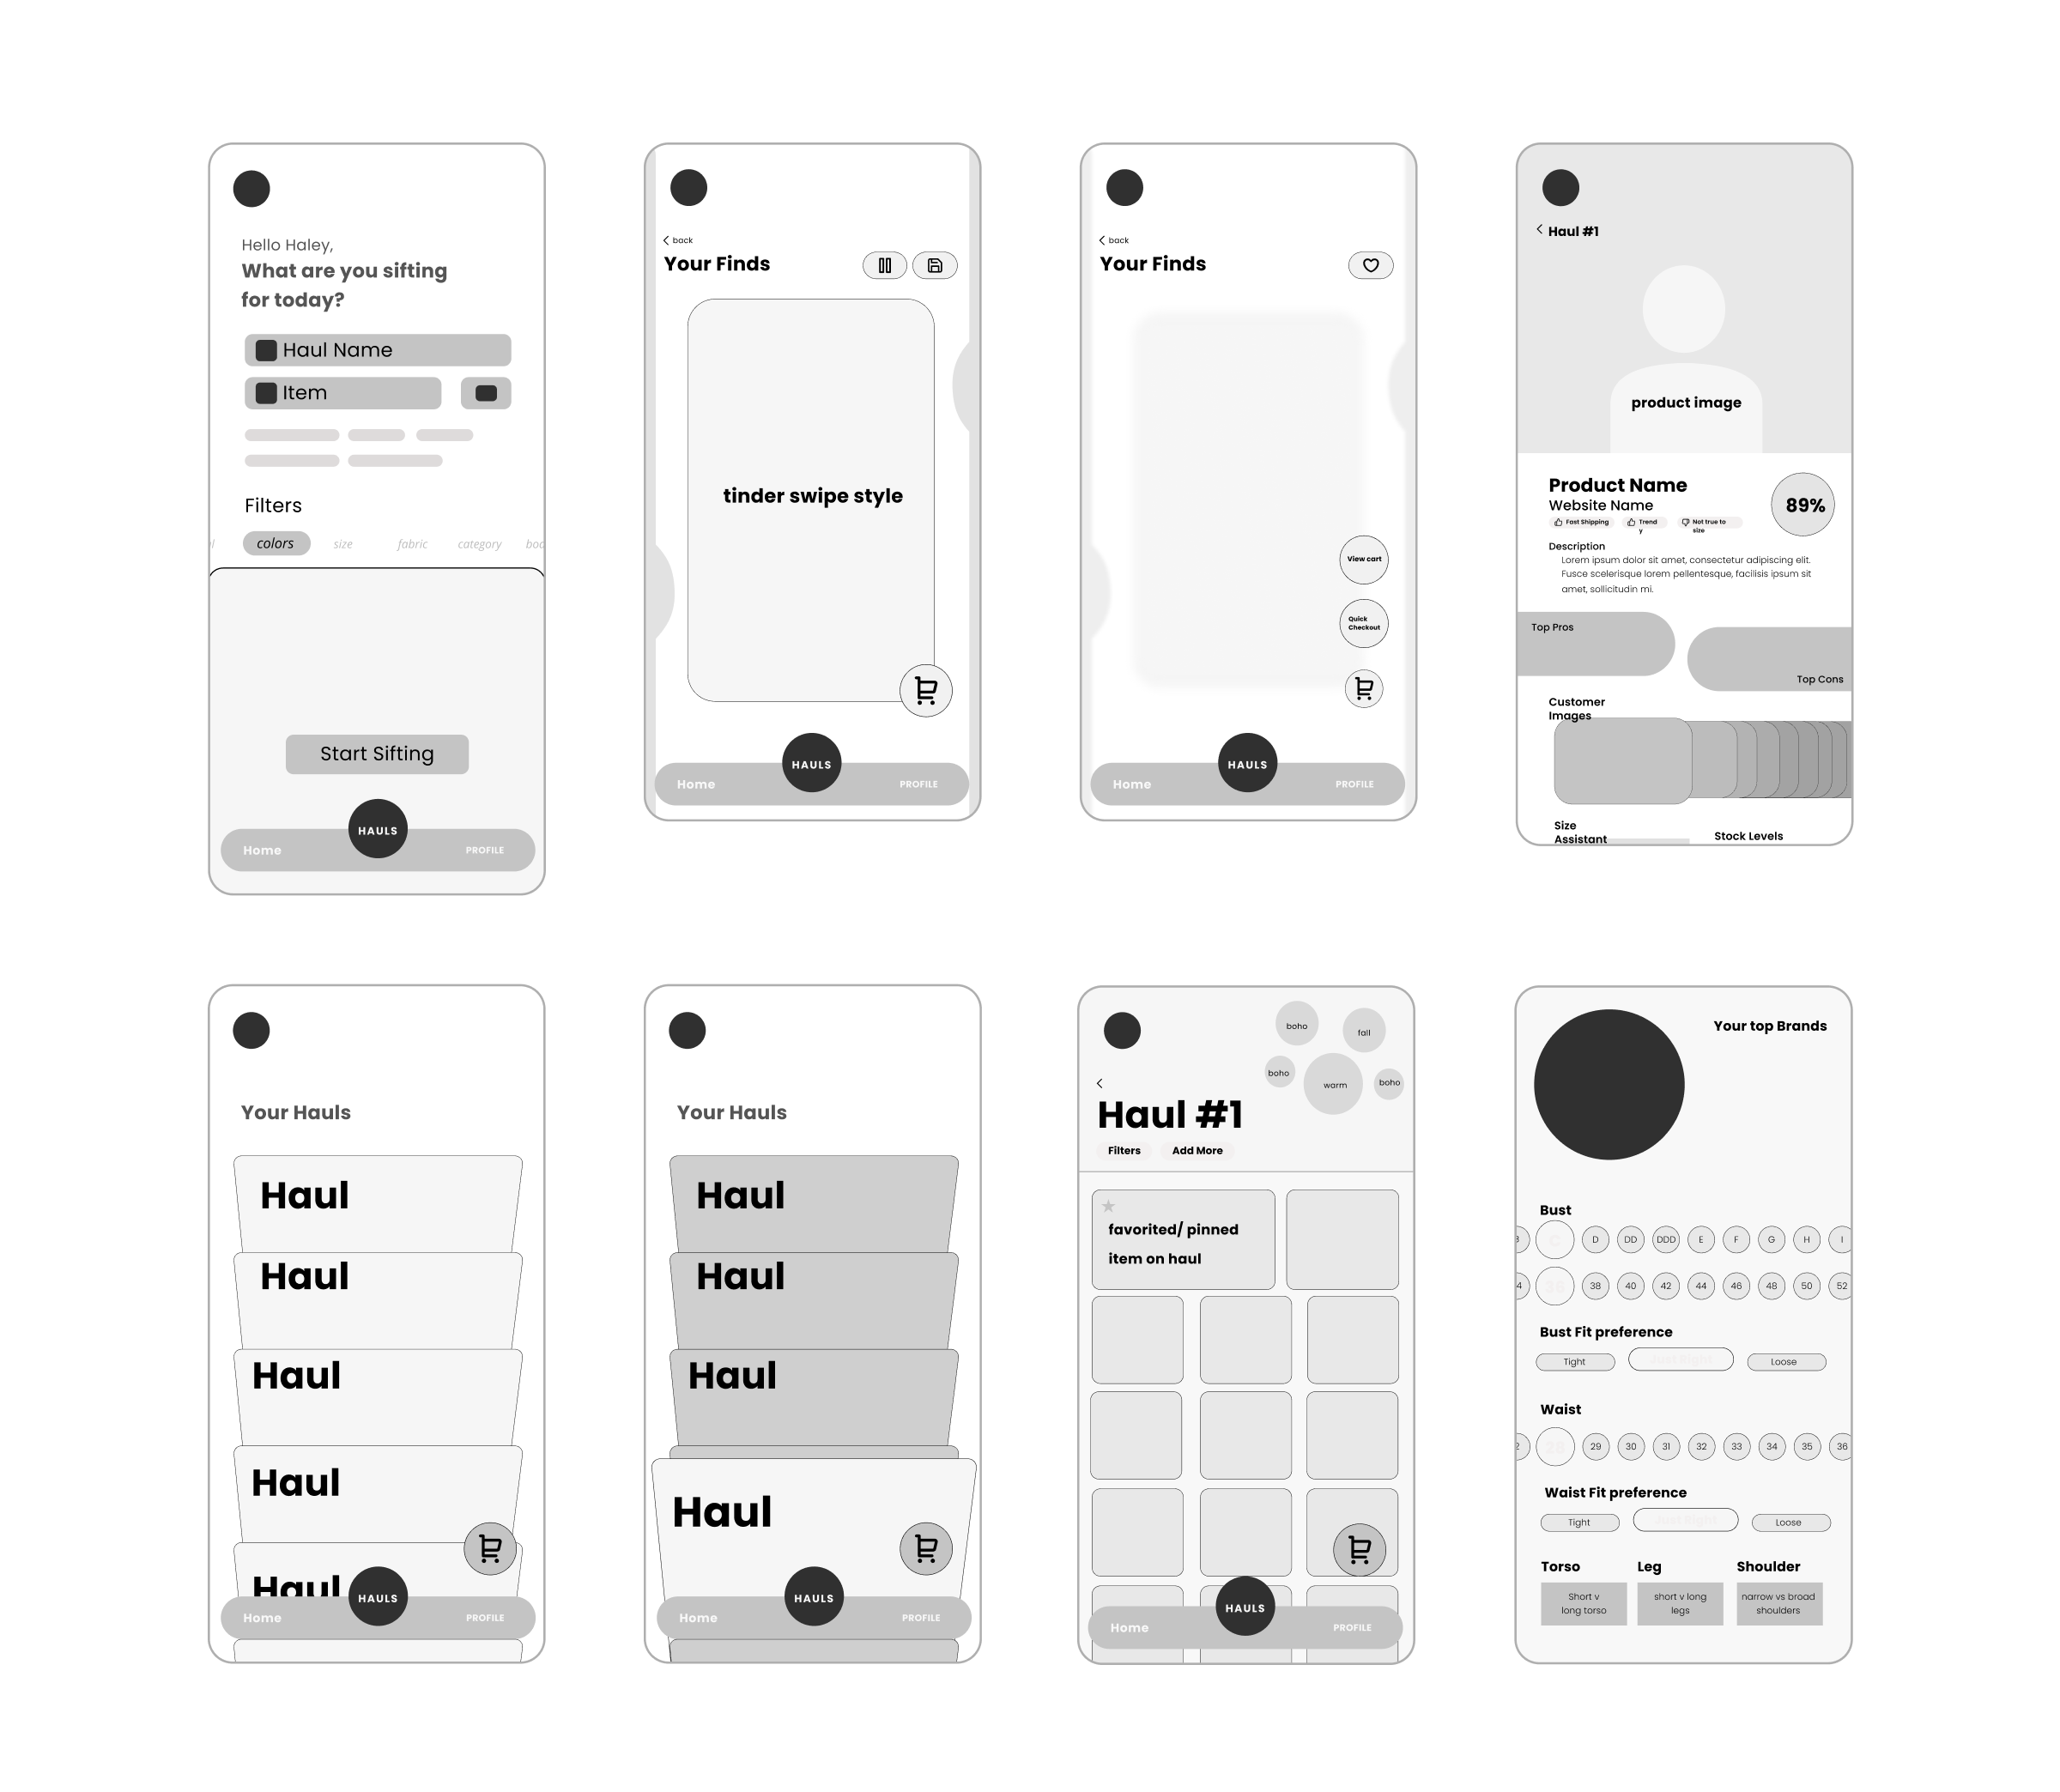 Hello Haley,
What are you sifting
for today?
Haul Name
Item
Filters
colors
size
fabric
category
Start Sifting
HAULS
Home
PROFILE
back
Your Finds
tinder swipe style
HAULS
Home
PROFILE
back
Your Finds
View cart
Quick
Checkout
HAULS
Home
PROFILE
Haul #1
product image
Product Name
Website Name
89%
Fast Shipping
Trend
y
Not true to
size
Description
Lorem ipsum dolor sit amet, consectetur adipiscing elit.
Fusce scelerisque lorem pellentesque, facilisis ipsum sit
amet, sollicitudin mi.
Top Pros
Top Cons
Customer
Images
Size
Assistant
Stock Levels
Your Hauls
Haul
Haul
Haul
Haul
Haul
HAULS
Home
PROFILE
Your Hauls
Haul
Haul
Haul
Haul
HAULS
Home
PROFILE
boho
fall
boho
warm
boho
Haul #1
Filters
Add More
favorited/ pinned
item on haul
HAULS
Home
PROFILE
Your top Brands
Bust
D DD DDD E F G H I
38 40 42 44 46 48 50 52
Bust Fit preference
Tight
Loose
Waist
29 30 31 32 33 34 35 36
Waist Fit preference
Tight
Loose
Torso
Leg
Shoulder
Short v
long torso
short v long
legs
narrow vs broad
shoulders